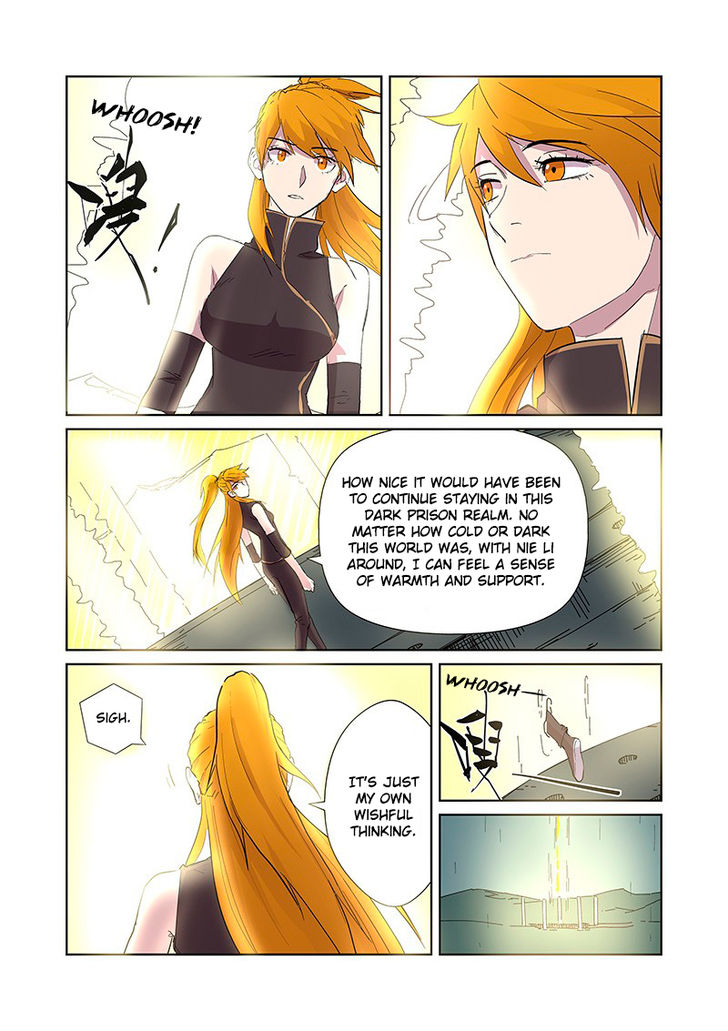 WHOOSH!
HOW NICE IT WOULD HAVE BEEN
TO CONTINUE STAYING IN THIS
DARK PRISON REALM. NO
MATTER HOW COLD OR DARK
THIS WORLD WAS, WITH NIE LI
AROUND, I CAN FEEL A SENSE
OF WARMTH AND SUPPORT.
SIGH.
IT'S JUST
MY OWN
WISHFUL
THINKING.
WHOOSH